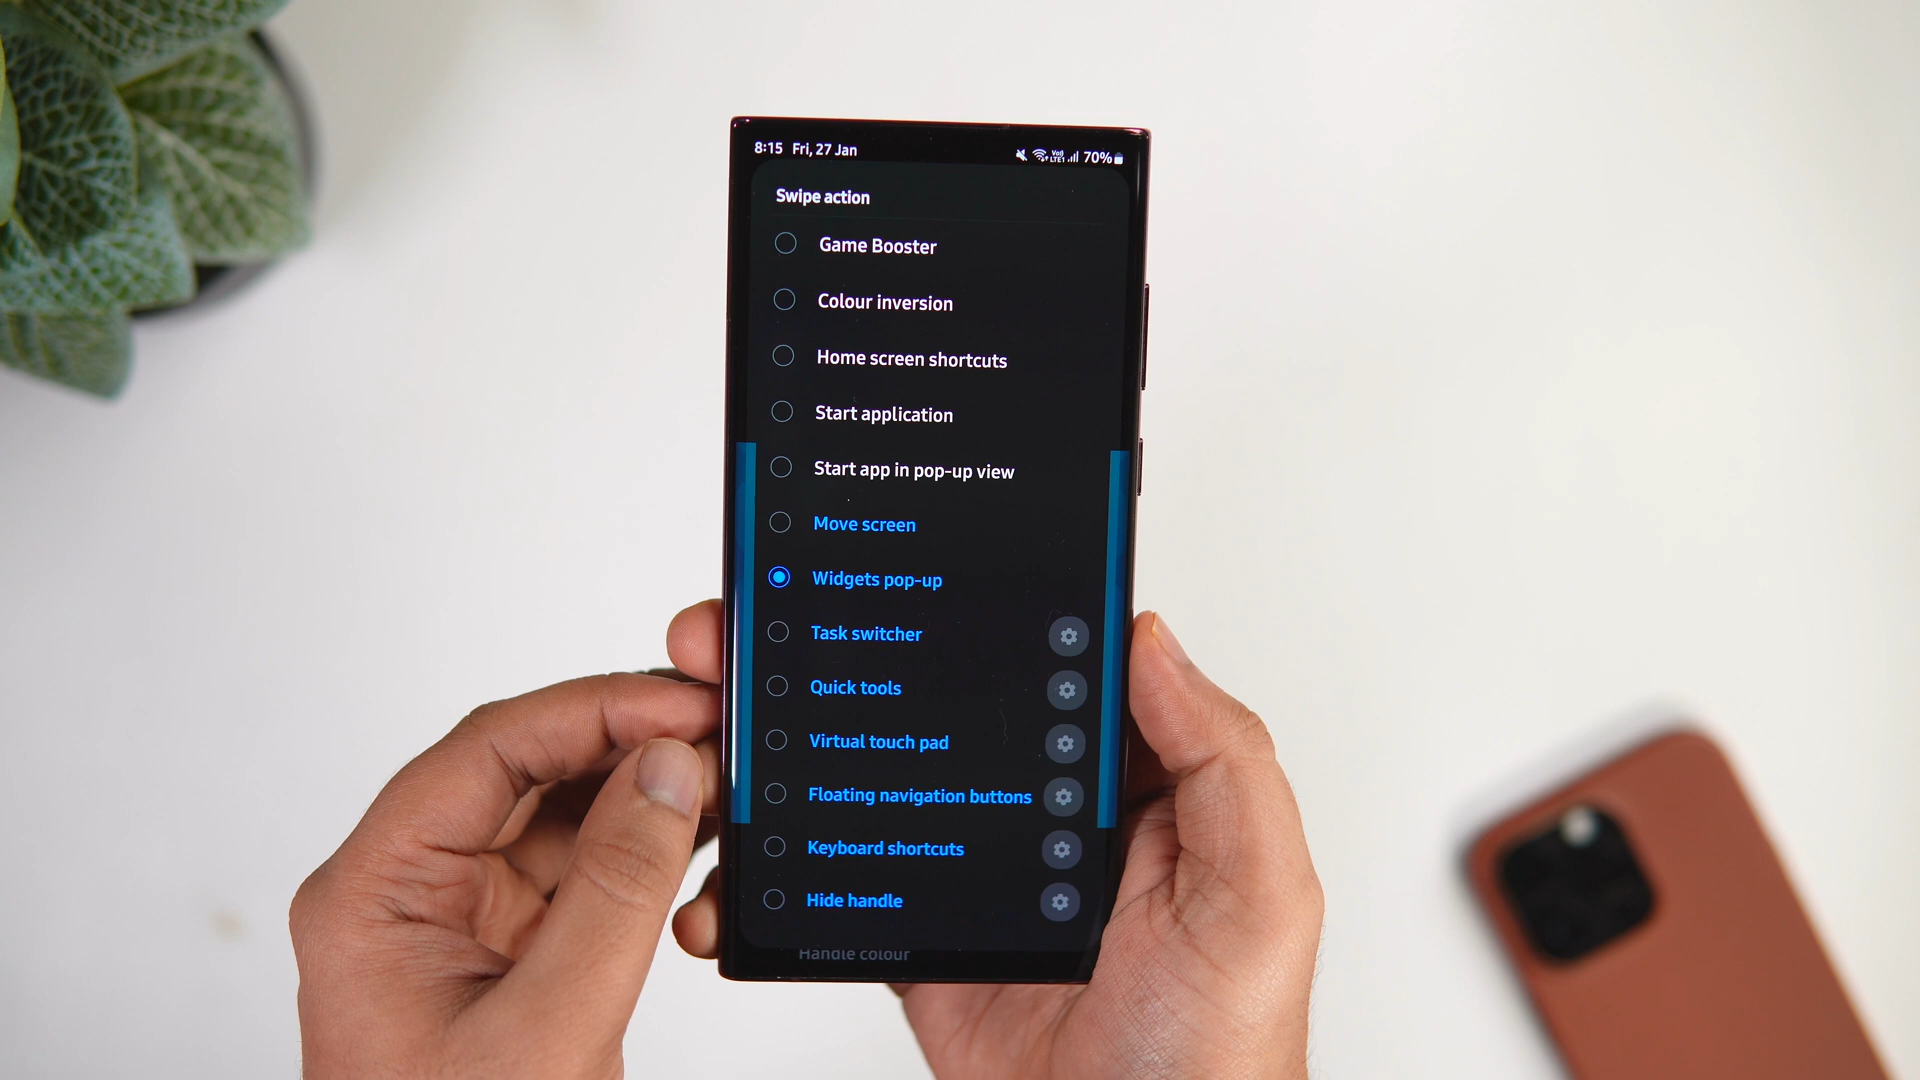 8:15 Fri, 27 Jan
Vo) LTE1 70%
Swipe action
Game Booster
Colour inversion
Home screen shortcuts
Start application
Start app in pop-up view
Move screen
Widgets pop-up
Task switcher
Quick tools
Virtual touch pad
Floating navigation buttons
Keyboard shortcuts
Hide handle
Handle colour